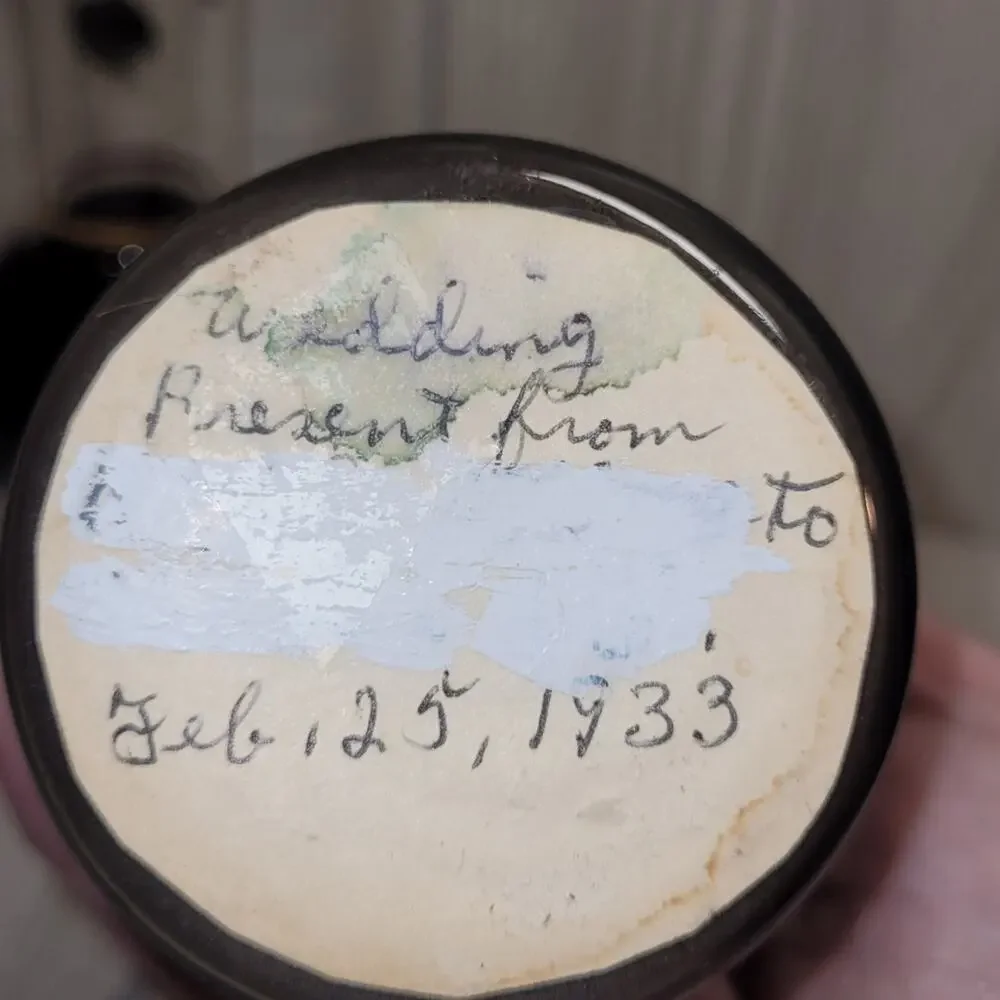 Wedding
Present from
to
Feb. 25, 1933